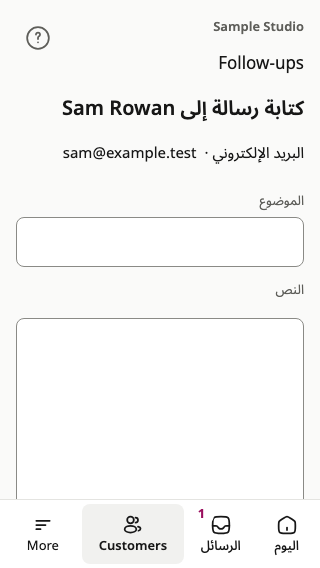 Sample Studio
Follow-ups
كتابة رسالة إلى Sam Rowan
البريد الإلكتروني · sam@example.test
الموضوع
النص
اليوم
1
الرسائل
Customers
More